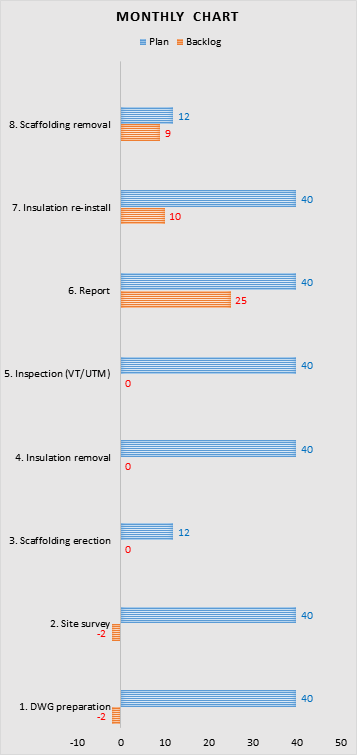 MONTHLY CHART
Plan Backlog
8. Scaffolding removal 12
9
7. Insulation re-install 40
10
6. Report 40
25
5. Inspection (VT/UTM) 40
0
4. Insulation removal 40
0
3. Scaffolding erection 12
0
2. Site survey 40
-2
1. DWG preparation 40
-2
-10 0 10 20 30 40 50